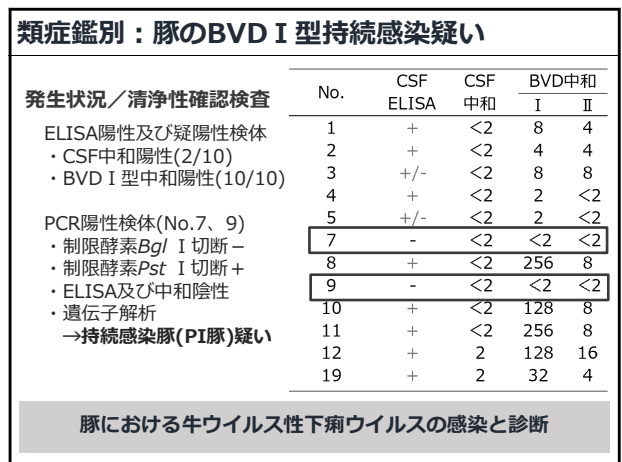 類症鑑別：豚のBVDⅠ型持続感染疑い
発生状況／清浄性確認検査
ELISA陽性及び疑陽性検体
・CSF中和陽性(2/10)
・BVDⅠ型中和陽性(10/10)
PCR陽性検体(No.7、9)
・制限酵素Bgl Ⅰ切断－
・制限酵素Pst Ⅰ切断＋
・ELISA及び中和陰性
・遺伝子解析
→持続感染豚(PI豚)疑い
No. CSF ELISA CSF 中和 BVD中和 Ⅰ Ⅱ
1 + <2 8 4
2 + <2 4 4
3 +/- <2 8 8
4 + <2 2 <2
5 +/- <2 2 <2
7 - <2 <2 <2
8 + <2 256 8
9 - <2 <2 <2
10 + <2 128 8
11 + <2 256 8
12 + 2 128 16
19 + 2 32 4
豚における牛ウイルス性下痢ウイルスの感染と診断